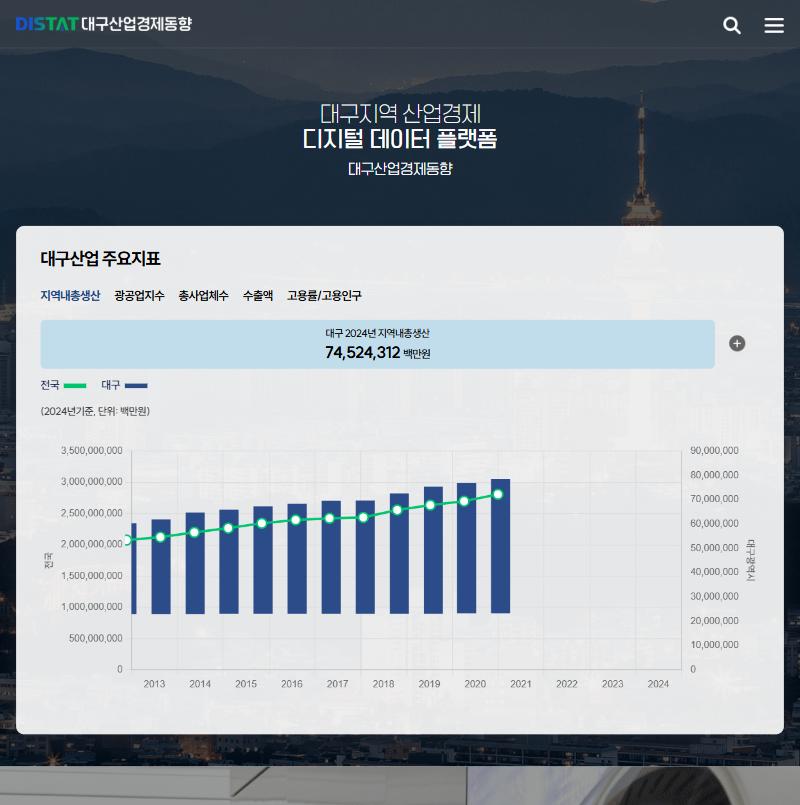 DISTAT 대구산업경제동향
대구지역 산업경제
디지털 데이터 플랫폼
대구산업경제동향
대구산업 주요지표
지역내총생산 광공업지수 총사업체수 수출액 고용률/고용인구
대구 2024년 지역내총생산
74,524,312 백만원
전국 대구
(2024년기준, 단위: 백만원)
3,500,000,000 90,000,000
3,000,000,000 80,000,000
2,500,000,000 70,000,000
2,000,000,000 60,000,000
1,500,000,000 50,000,000
1,000,000,000 40,000,000
500,000,000 30,000,000
0 20,000,000
10,000,000
0
전국
대구광역시
2013 2014 2015 2016 2017 2018 2019 2020 2021 2022 2023 2024